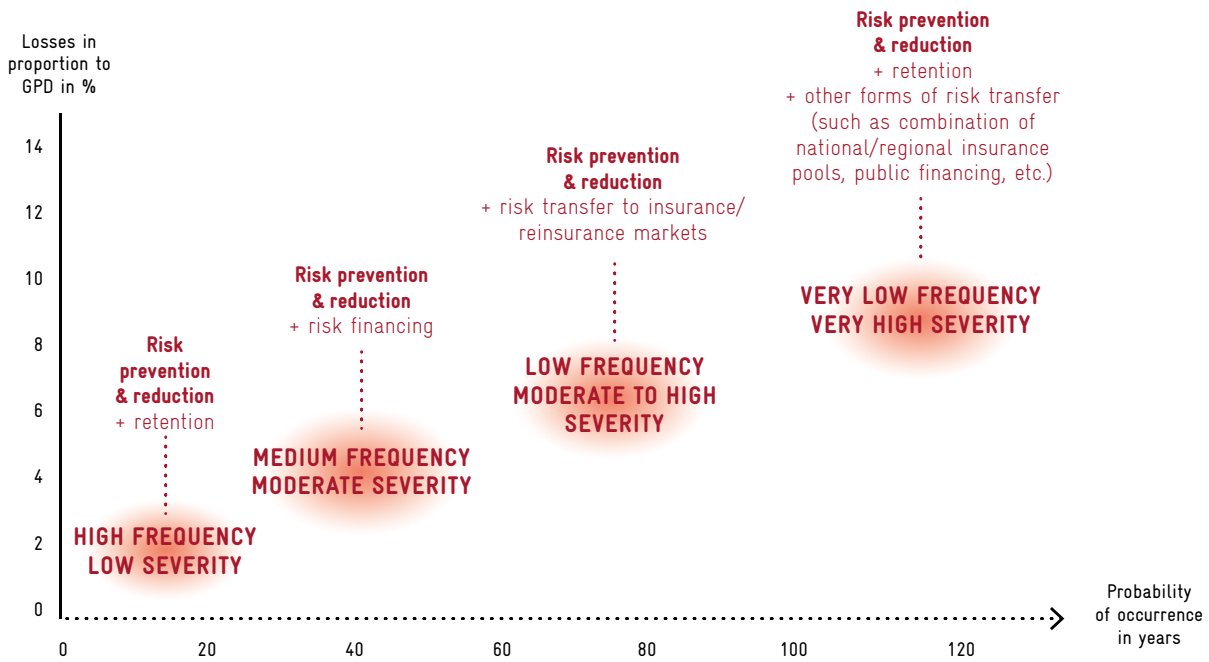 Losses in
proportion to
GPD in %
14
12
10
8
6
4
2
0
0
20
40
60
80
100
120
Probability
of occurrence
in years
Risk
prevention
& reduction
+ retention
HIGH FREQUENCY
LOW SEVERITY
Risk prevention
& reduction
+ risk financing
MEDIUM FREQUENCY
MODERATE SEVERITY
Risk prevention
& reduction
+ risk transfer to insurance/
reinsurance markets
LOW FREQUENCY
MODERATE TO HIGH
SEVERITY
Risk prevention
& reduction
+ retention
+ other forms of risk transfer
(such as combination of
national/regional insurance
pools, public financing, etc.)
VERY LOW FREQUENCY
VERY HIGH SEVERITY